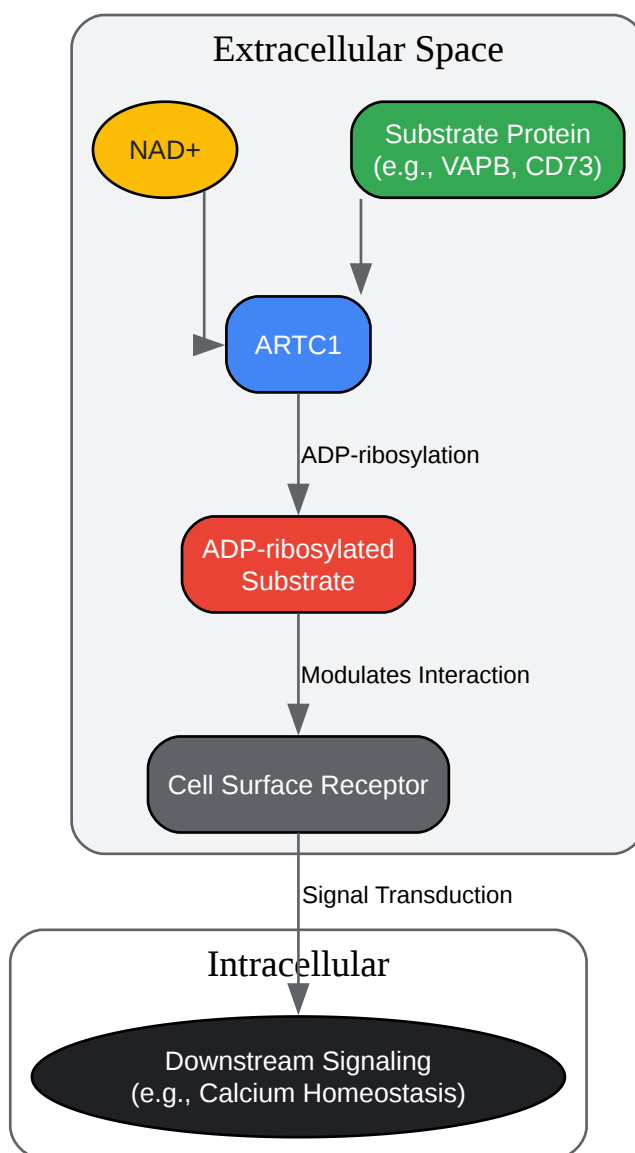 Extracellular Space
NAD+
Substrate Protein
(e.g., VAPB, CD73)
ARTC1
ADP-ribosylation
ADP-ribosylated
Substrate
Modulates Interaction
Cell Surface Receptor
Signal Transduction
Intracellular
Downstream Signaling
(e.g., Calcium Homeostasis)